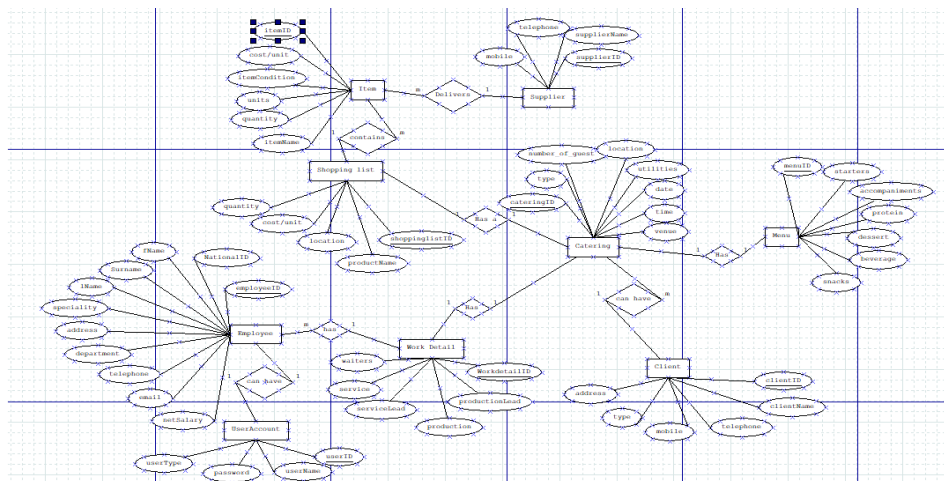 itemID
cost/unit
itemCondition
units
quantity
itemName
Item
m
Delivers
1
telephone
supplierName
mobile
supplierID
Supplier
1
contains
m
Shopping list
quantity
cost/unit
location
productName
shoppinglistID
1
Has a
1
number_of_guest
location
type
utilities
cateringID
date
time
venue
Catering
1
Has
1
menuID
starters
accompaniments
protein
dessert
beverage
snacks
Menu
fName
Surname
NationalID
lName
employeeID
speciality
address
department
telephone
email
netSalary
Employee
m
has
1
1
can have
1
UserAccount
userType
password
userName
userID
1
Has
1
Work Detail
waiters
service
serviceLead
production
productionLead
WorkdetailID
1
can have
m
Client
address
type
mobile
telephone
clientName
clientID